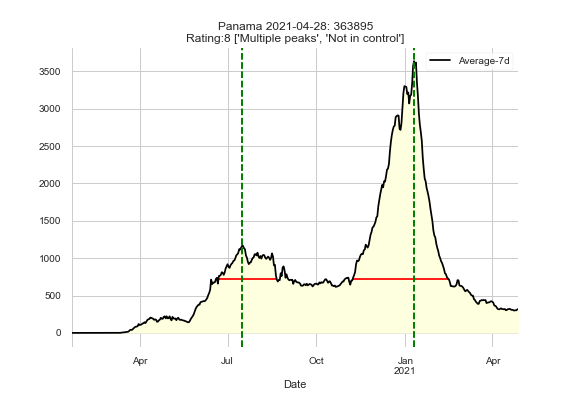 Panama 2021-04-28: 363895
Rating:8 ['Multiple peaks', 'Not in control']
Average-7d
3500
3000
2500
2000
1500
1000
500
0
Apr
Jul
Oct
Jan
2021
Apr
Date